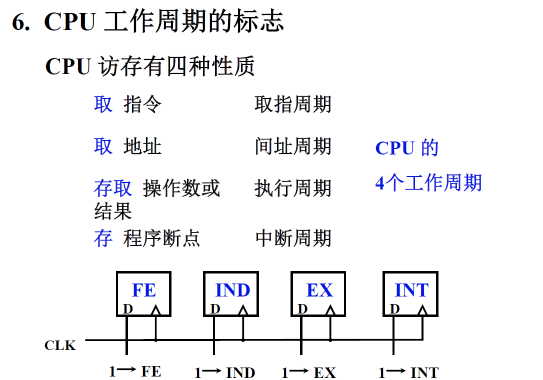 6. CPU 工作周期的标志
CPU 访存有四种性质
取 指令 取指周期
取 地址 间址周期
存取 操作数或 执行周期
结果
存 程序断点 中断周期
CPU 的
4个工作周期
FE IND EX INT
D D D D
CLK
1→ FE 1→ IND 1→ EX 1→ INT